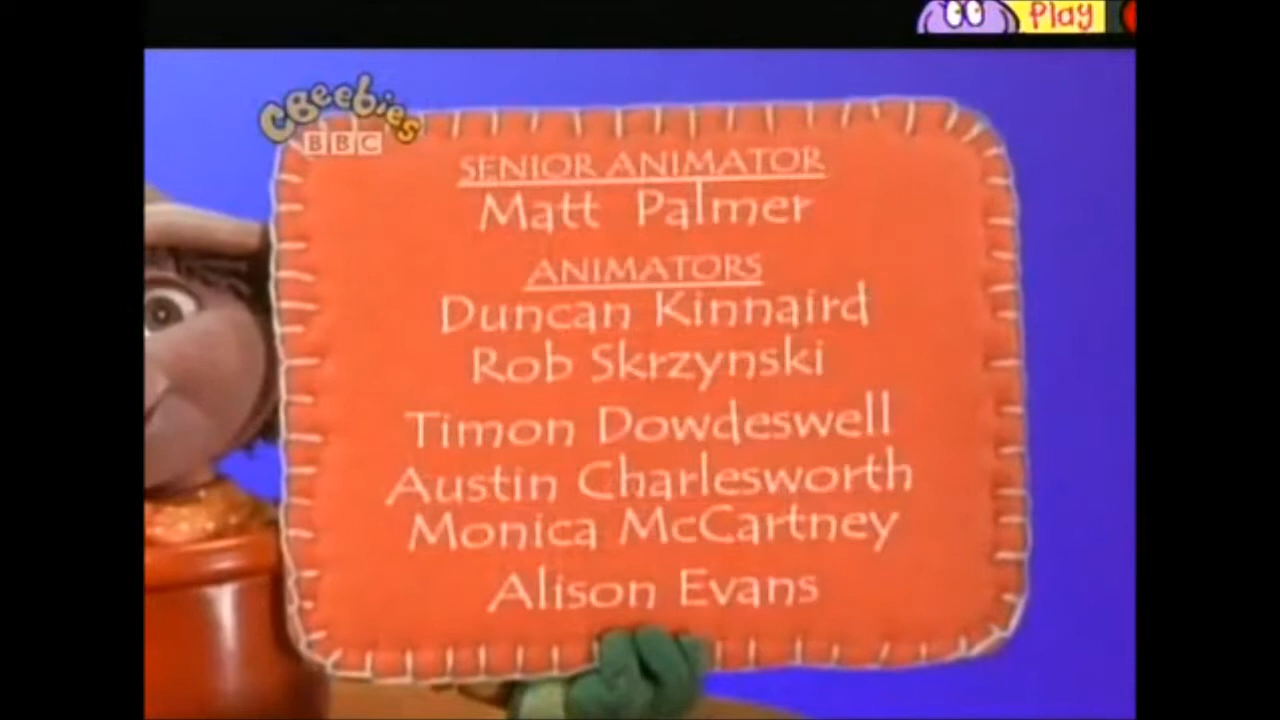 Play
CBeebies
BBC
SENIOR ANIMATOR
Matt Palmer
ANIMATORS
Duncan Kinnaird
Rob Skrzynski
Timon Dowdeswell
Austin Charlesworth
Monica McCartney
Alison Evans